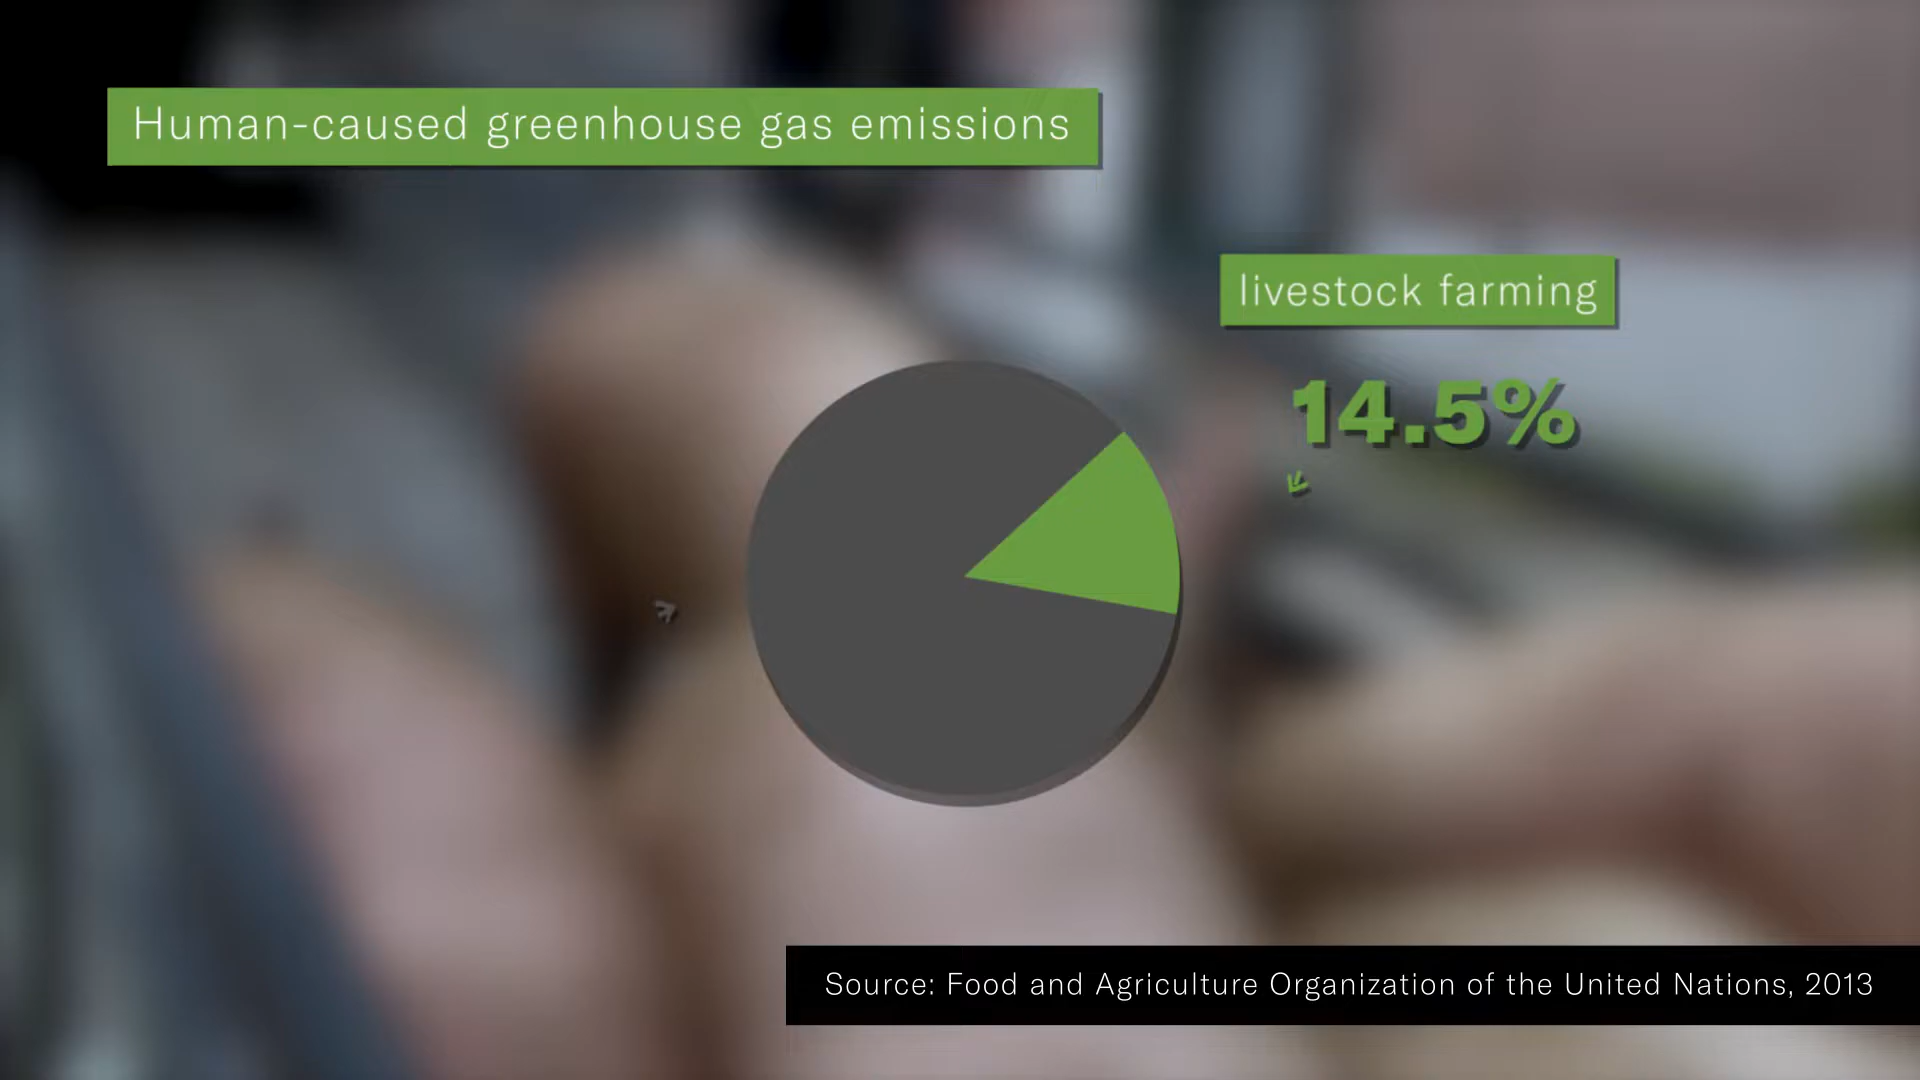 Human-caused greenhouse gas emissions
livestock farming
14.5%
Source: Food and Agriculture Organization of the United Nations, 2013